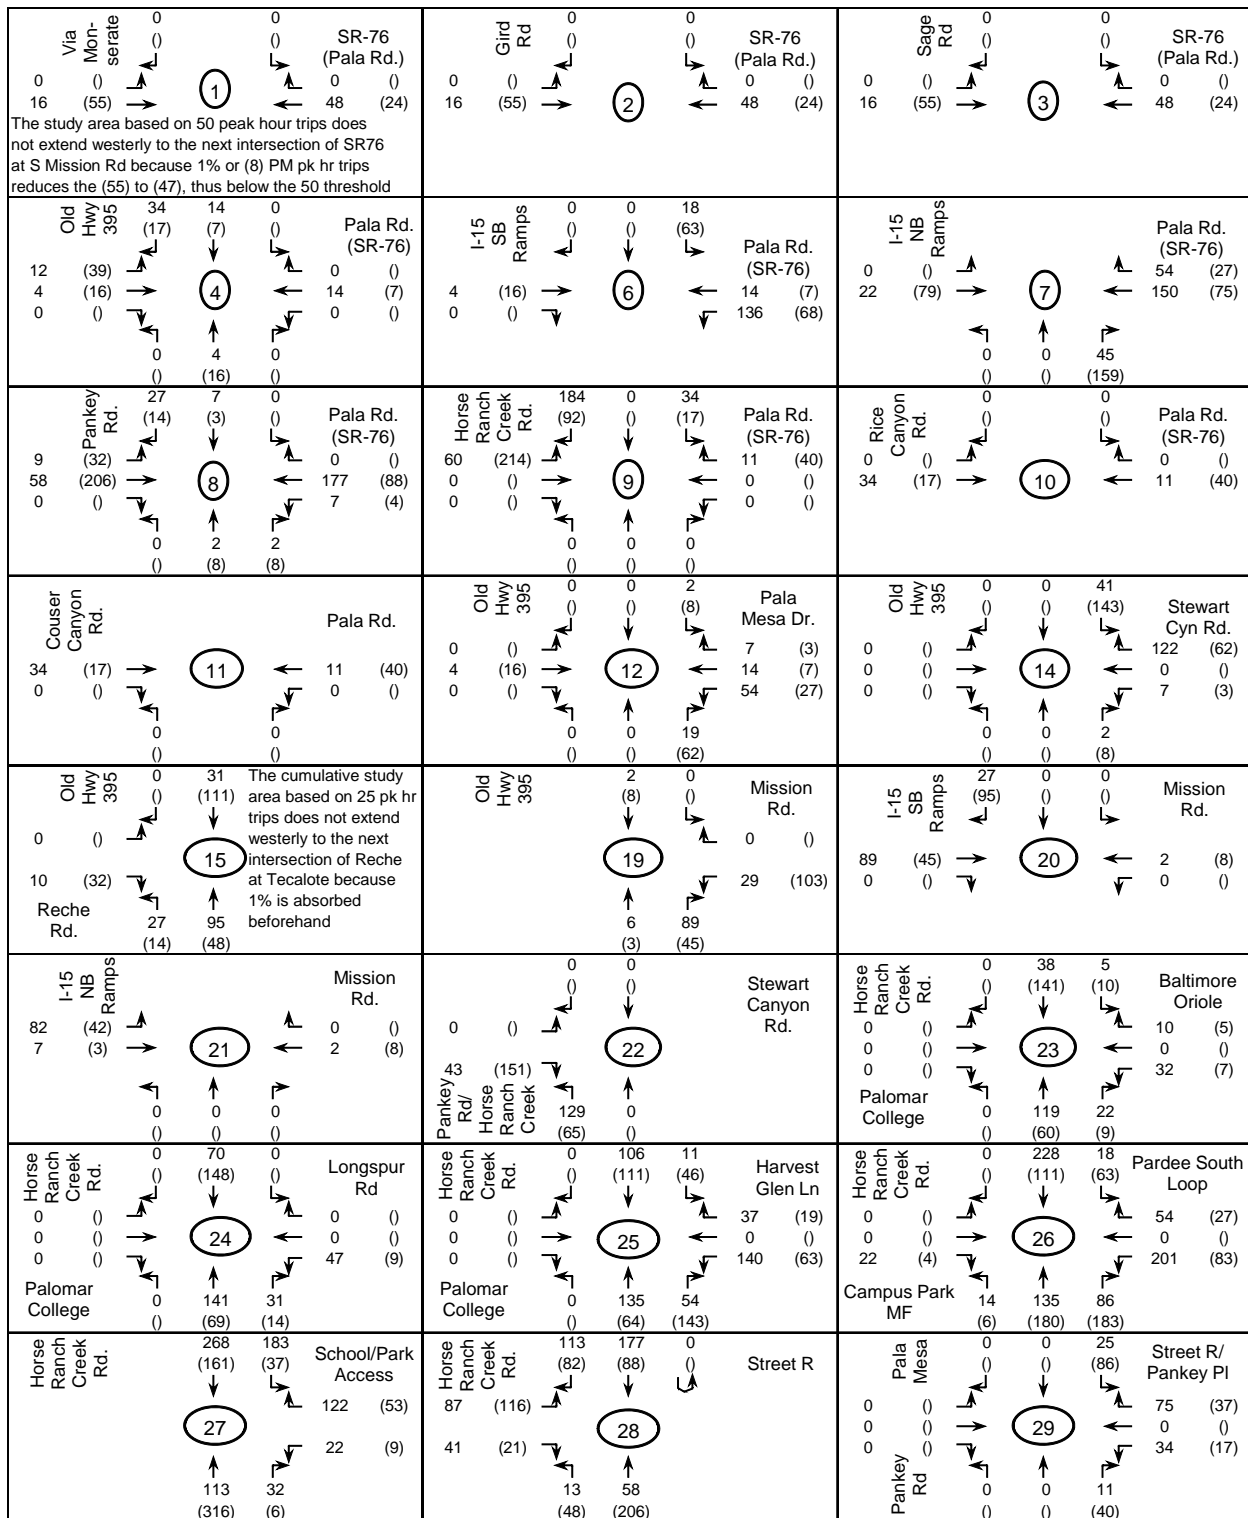 Via
Mon-
serate
0
()
0
()
SR-76
(Pala Rd.)
0 ()
16 (55)
1
0 ()
48 (24)
The study area based on 50 peak hour trips does
not extend westerly to the next intersection of SR76
at S Mission Rd because 1% or (8) PM pk hr trips
reduces the (55) to (47), thus below the 50 threshold
Gird
Rd
0
()
0
()
SR-76
(Pala Rd.)
0 ()
16 (55)
2
0 ()
48 (24)
Sage
Rd
0
()
0
()
SR-76
(Pala Rd.)
0 ()
16 (55)
3
0 ()
48 (24)
Old
Hwy
395
34 14 0
(17) (7) ()
Pala Rd.
(SR-76)
12 (39)
4 (16)
0 ()
4
0 ()
14 (7)
0 ()
0 4 0
() (16) ()
I-15
SB
Ramps
0 0 18
() () (63)
Pala Rd.
(SR-76)
4 (16)
0 ()
6
14 (7)
136 (68)
I-15
NB
Ramps
Pala Rd.
(SR-76)
0 ()
22 (79)
7
54 (27)
150 (75)
0 0 45
() () (159)
Pankey
Rd.
27 7 0
(14) (3) ()
Pala Rd.
(SR-76)
9 (32)
58 (206)
0 ()
8
0 ()
177 (88)
7 (4)
0 2 2
() (8) (8)
Horse
Ranch
Creek
Rd.
184 0 34
(92) () (17)
Pala Rd.
(SR-76)
60 (214)
0 ()
0 ()
9
11 (40)
0 ()
0 ()
0 0 0
() () ()
Rice
Canyon
Rd.
0 0
() ()
Pala Rd.
(SR-76)
0 ()
34 (17)
10
0 ()
11 (40)
Couser
Canyon
Rd.
Pala Rd.
34 (17)
0 ()
11
11 (40)
0 ()
0 0
() ()
Old
Hwy
395
0 0 2
() () (8)
Pala
Mesa Dr.
0 ()
4 (16)
0 ()
12
7 (3)
14 (7)
54 (27)
0 0 19
() () (62)
Old
Hwy
395
0 0 41
() () (143)
Stewart
Cyn Rd.
0 ()
0 ()
0 ()
14
122 (62)
0 ()
7 (3)
0 0 2
() () (8)
Old
Hwy
395
0 31
() (111)
0 ()
10 (32)
15
Reche
Rd.
27 95
(14) (48)
The cumulative study
area based on 25 pk hr
trips does not extend
westerly to the next
intersection of Reche
at Tecalote because
1% is absorbed
beforehand
Old
Hwy
395
2 0
(8) ()
Mission
Rd.
19
0 ()
29 (103)
6 89
(3) (45)
I-15
SB
Ramps
27 0 0
(95) () ()
Mission
Rd.
89 (45)
0 ()
20
2 (8)
0 ()
I-15
NB
Ramps
Mission
Rd.
82 (42)
7 (3)
21
0 ()
2 (8)
0 0 0
() () ()
0 0
() ()
Stewart
Canyon
Rd.
0 ()
43 (151)
22
Pankey
Rd/
Horse
Ranch
Creek
129 0
(65) ()
Horse
Ranch
Creek
Rd.
0 38 5
() (141) (10)
Baltimore
Oriole
0 ()
0 ()
0 ()
23
10 (5)
0 ()
32 (7)
Palomar
College
0 119 22
() (60) (9)
Horse
Ranch
Creek
Rd.
0 70 0
() (148) ()
Longspur
Rd
0 ()
0 ()
0 ()
24
0 ()
0 ()
47 (9)
Palomar
College
0 141 31
() (69) (14)
Horse
Ranch
Creek
Rd.
0 106 11
() (111) (46)
Harvest
Glen Ln
0 ()
0 ()
0 ()
25
37 (19)
0 ()
140 (63)
Palomar
College
0 135 54
() (64) (143)
Horse
Ranch
Creek
Rd.
0 228 18
() (111) (63)
Pardee South
Loop
0 ()
0 ()
22 (4)
26
54 (27)
0 ()
201 (83)
Campus Park
MF
14 135 86
(6) (180) (183)
Horse
Ranch
Creek
Rd.
268 183
(161) (37)
School/Park
Access
27
122 (53)
22 (9)
113 32
(316) (6)
Horse
Ranch
Creek
Rd.
113 177 0
(82) (88) ()
Street R
87 (116)
41 (21)
28
13 58
(48) (206)
Pala
Mesa
0 0 25
() () (86)
Street R/
Pankey Pl
0 ()
0 ()
0 ()
29
75 (37)
0 ()
34 (17)
Pankey
Rd
0 0 11
() () (40)